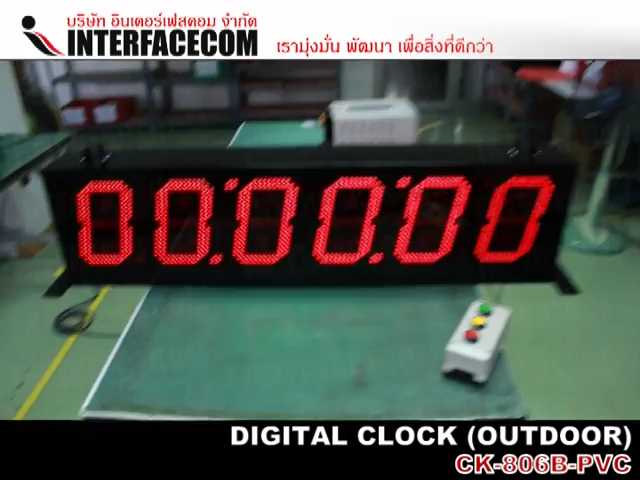 บริษัท อินเตอร์เฟสคอม จำกัด
INTERFACECOM
เรามุ่งมั่น พัฒนา เพื่อสิ่งที่ดีกว่า
00:00:00
DIGITAL CLOCK (OUTDOOR)
CK-806B-PVC